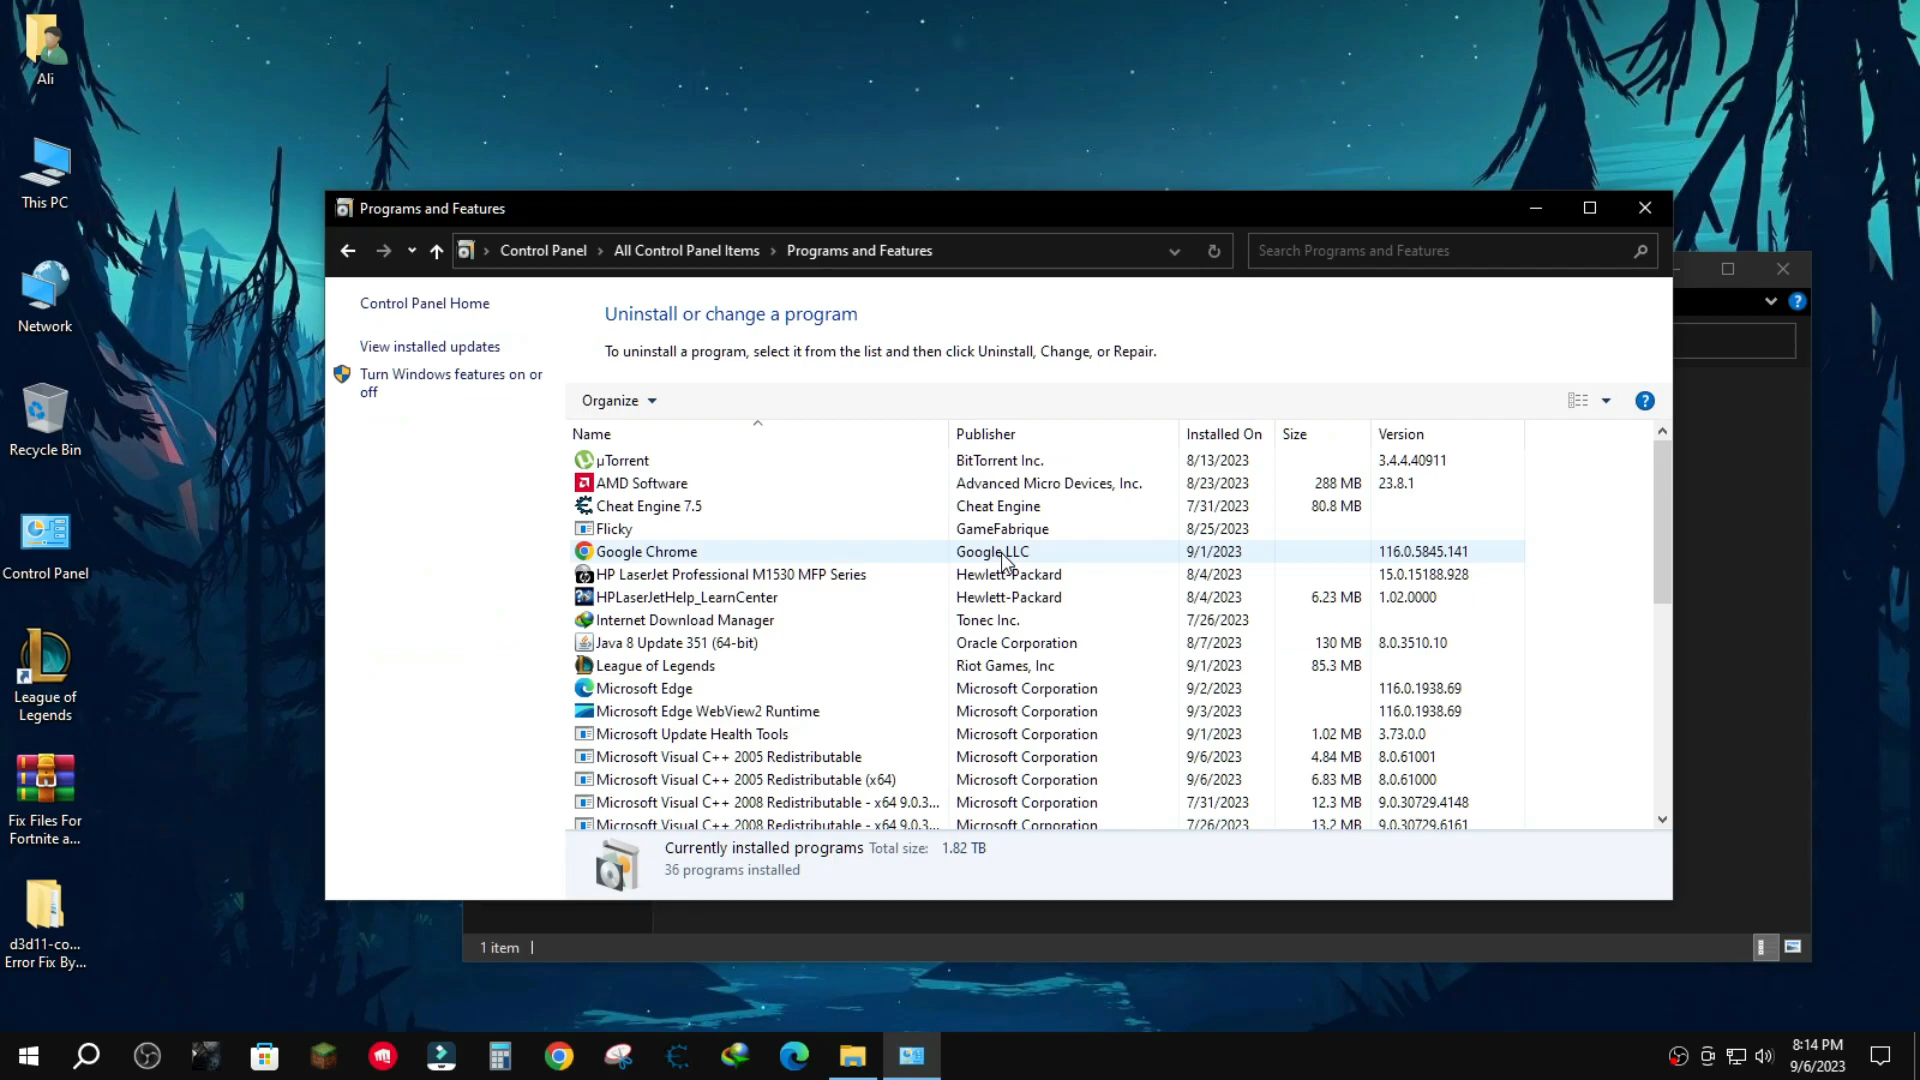 Ali
This PC
Network
Recycle Bin
Control Panel
League of
Legends
Fix Files For
Fortnite a...
d3d11-co...
Error Fix By...
Programs and Features
Control Panel > All Control Panel Items > Programs and Features
Search Programs and Features
Control Panel Home
View installed updates
Turn Windows features on or
off
Uninstall or change a program
To uninstall a program, select it from the list and then click Uninstall, Change, or Repair.
Organize
Name Publisher Installed On Size Version
µTorrent BitTorrent Inc. 8/13/2023 3.4.4.40911
AMD Software Advanced Micro Devices, Inc. 8/23/2023 288 MB 23.8.1
Cheat Engine 7.5 Cheat Engine 7/31/2023 80.8 MB
Flicky GameFabrique 8/25/2023
Google Chrome Google LLC 9/1/2023 116.0.5845.141
HP LaserJet Professional M1530 MFP Series Hewlett-Packard 8/4/2023 15.0.15188.928
HPLaserJetHelp_LearnCenter Hewlett-Packard 8/4/2023 6.23 MB 1.02.0000
Internet Download Manager Tonec Inc. 7/26/2023
Java 8 Update 351 (64-bit) Oracle Corporation 8/7/2023 130 MB 8.0.3510.10
League of Legends Riot Games, Inc 9/1/2023 85.3 MB
Microsoft Edge Microsoft Corporation 9/2/2023 116.0.1938.69
Microsoft Edge WebView2 Runtime Microsoft Corporation 9/3/2023 116.0.1938.69
Microsoft Update Health Tools Microsoft Corporation 9/1/2023 1.02 MB 3.73.0.0
Microsoft Visual C++ 2005 Redistributable Microsoft Corporation 9/6/2023 4.84 MB 8.0.61001
Microsoft Visual C++ 2005 Redistributable (x64) Microsoft Corporation 9/6/2023 6.83 MB 8.0.61000
Microsoft Visual C++ 2008 Redistributable - x64 9.0.3... Microsoft Corporation 7/31/2023 12.3 MB 9.0.30729.4148
Microsoft Visual C++ 2008 Redistributable - x64 9.0.3... Microsoft Corporation 7/26/2023 13.2 MB 9.0.30729.6161
Currently installed programs Total size: 1.82 TB
36 programs installed
1 item
8:14 PM
9/6/2023